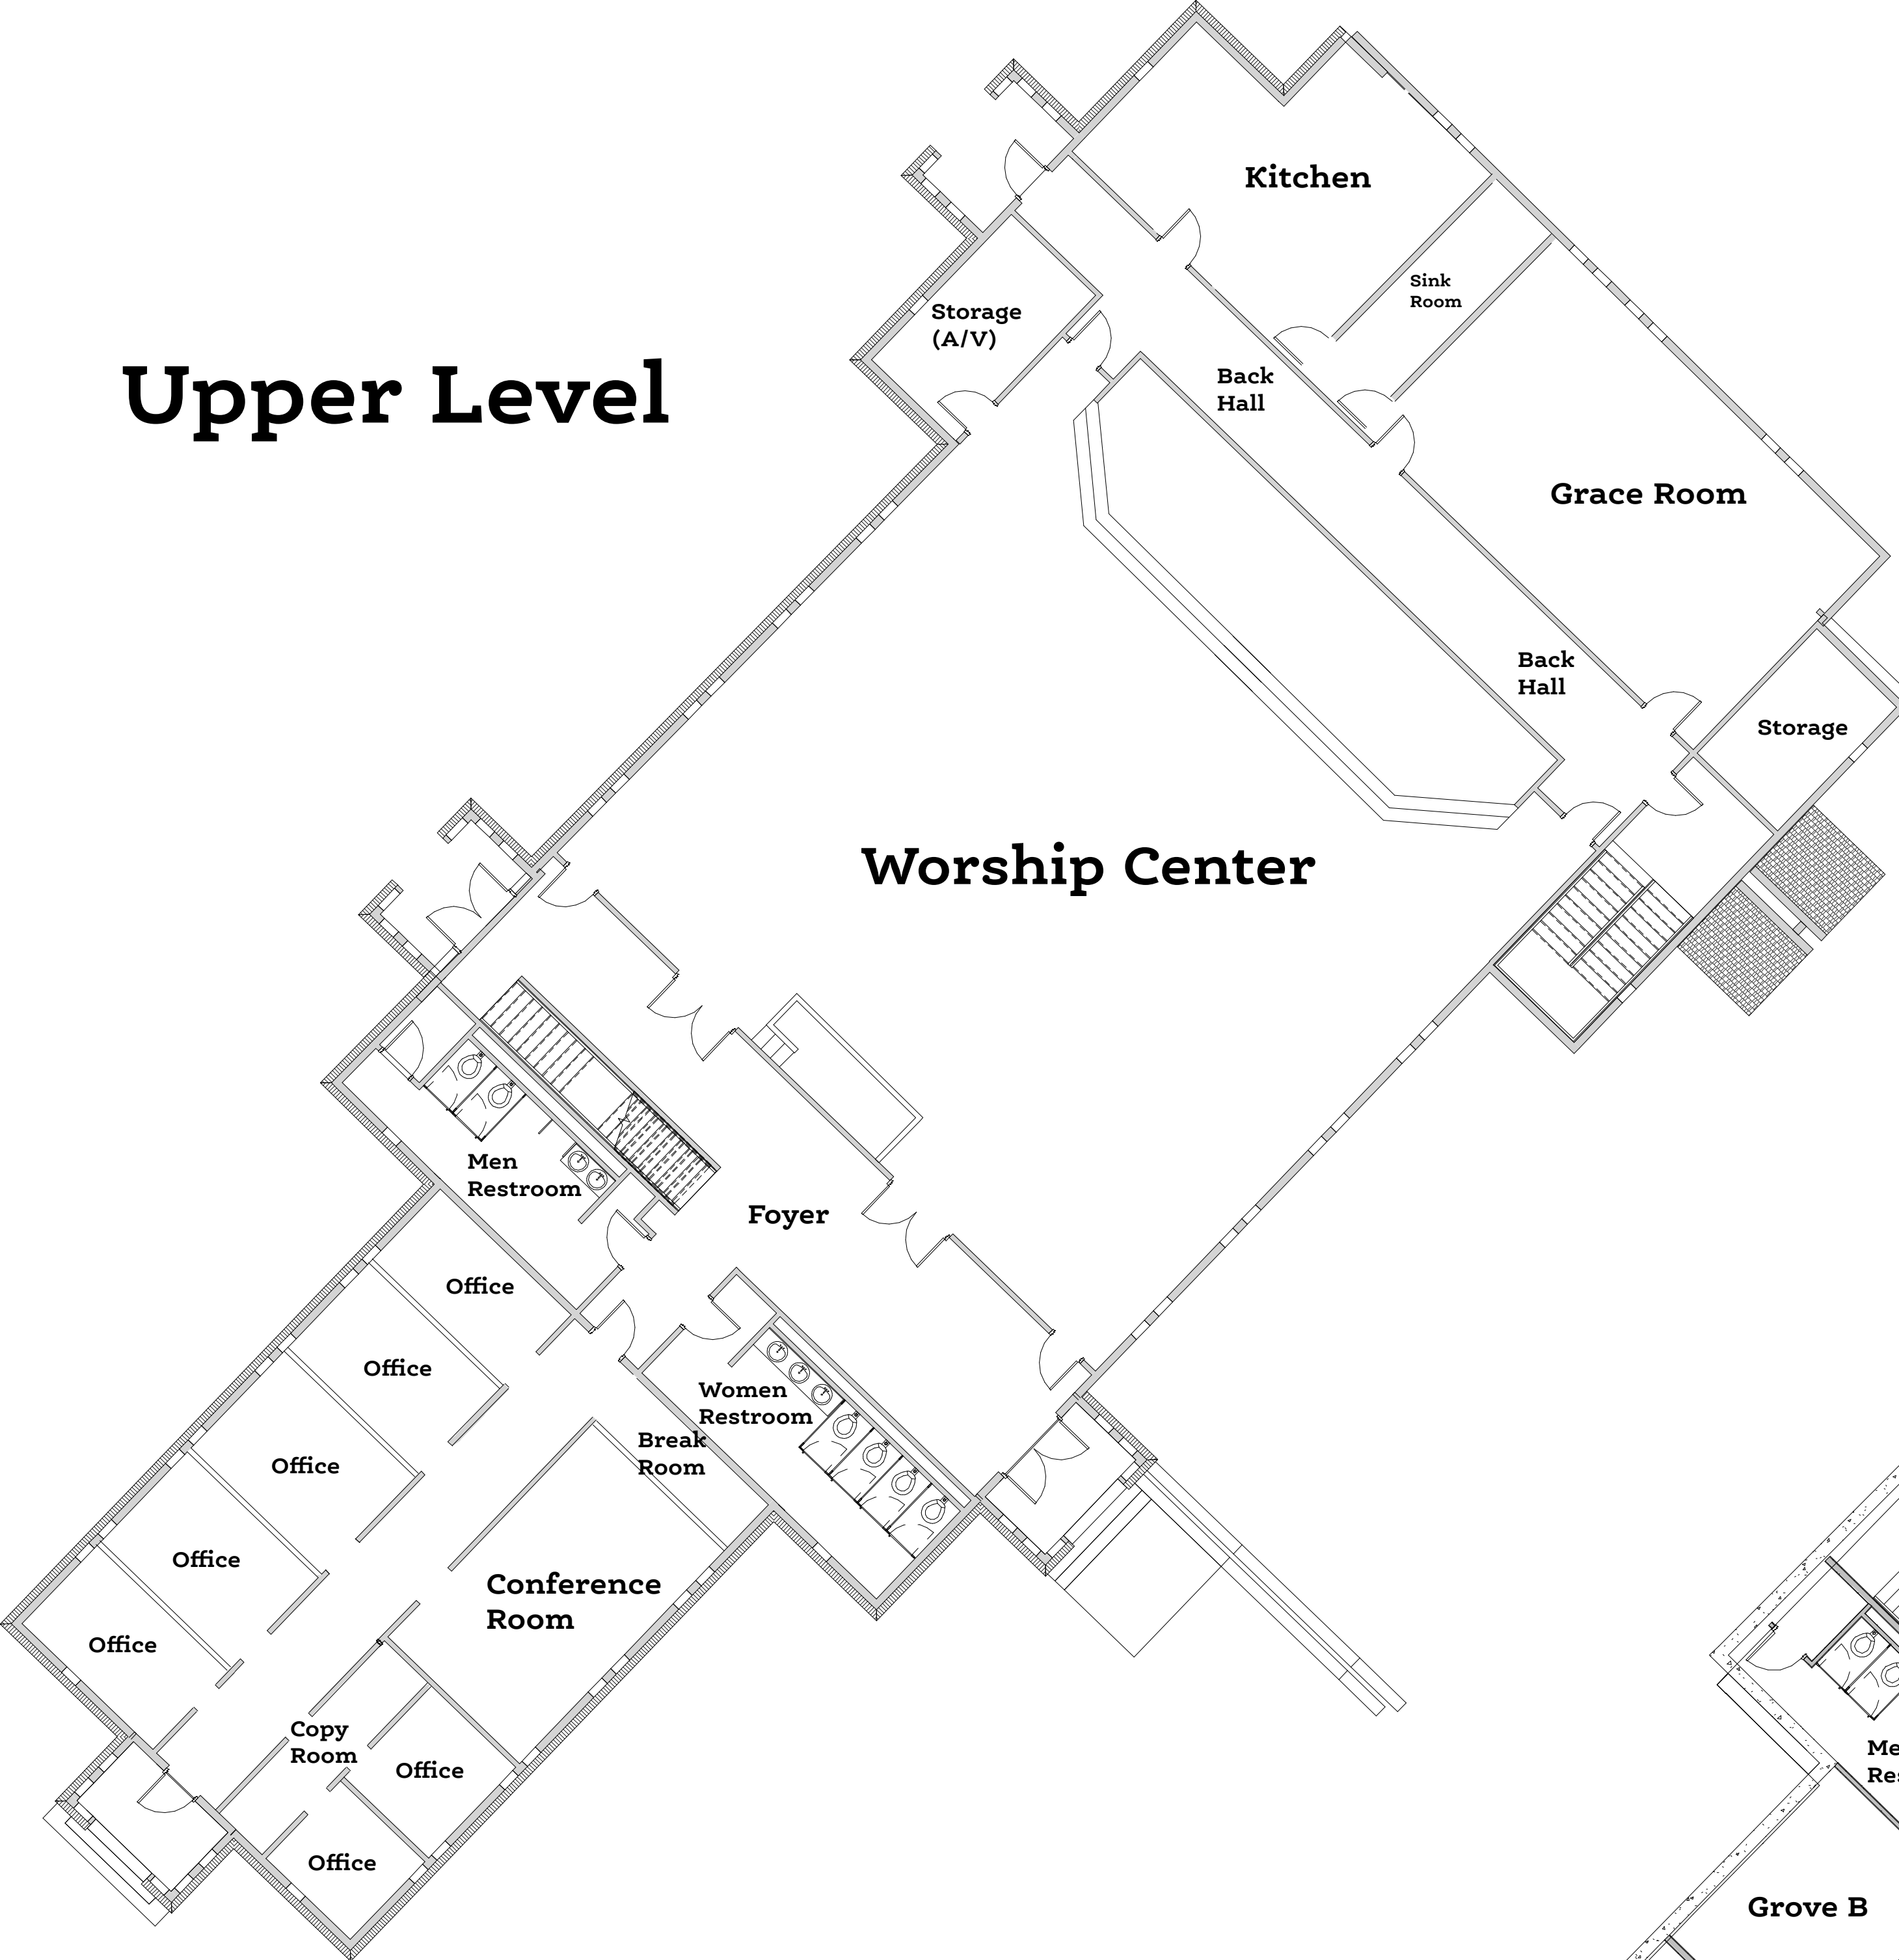 Upper Level
Kitchen
Sink
Room
Storage
(A/V)
Back
Hall
Grace Room
Back
Hall
Storage
Worship Center
Men
Restroom
Foyer
Office
Office
Women
Restroom
Break
Room
Office
Office
Conference
Room
Office
Copy
Room
Office
Office
Grove B